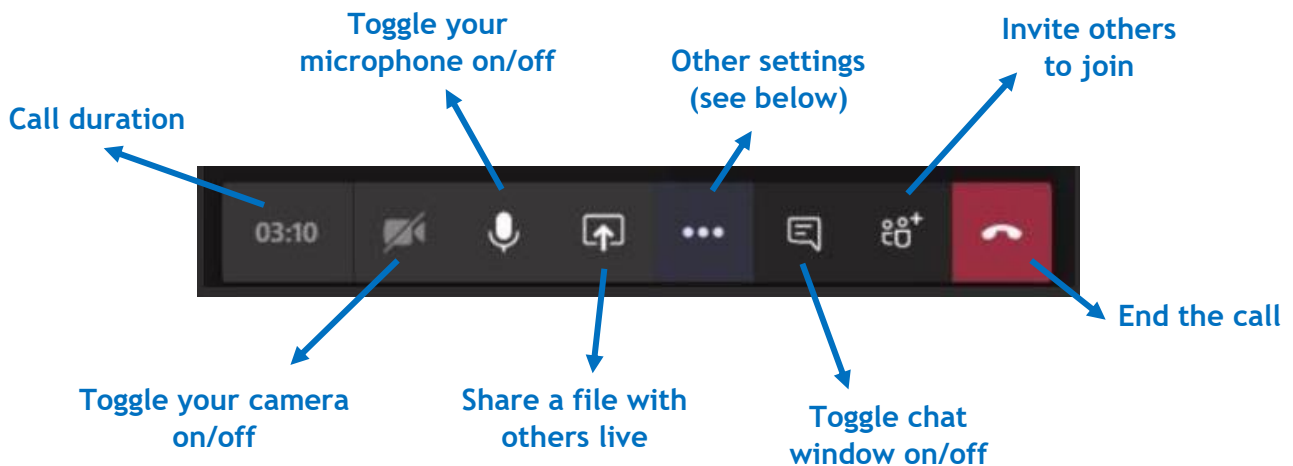 Toggle your
microphone on/off
Invite others
to join
Other settings
(see below)
Call duration
03:10
End the call
Toggle your camera
on/off
Share a file with
others live
Toggle chat
window on/off